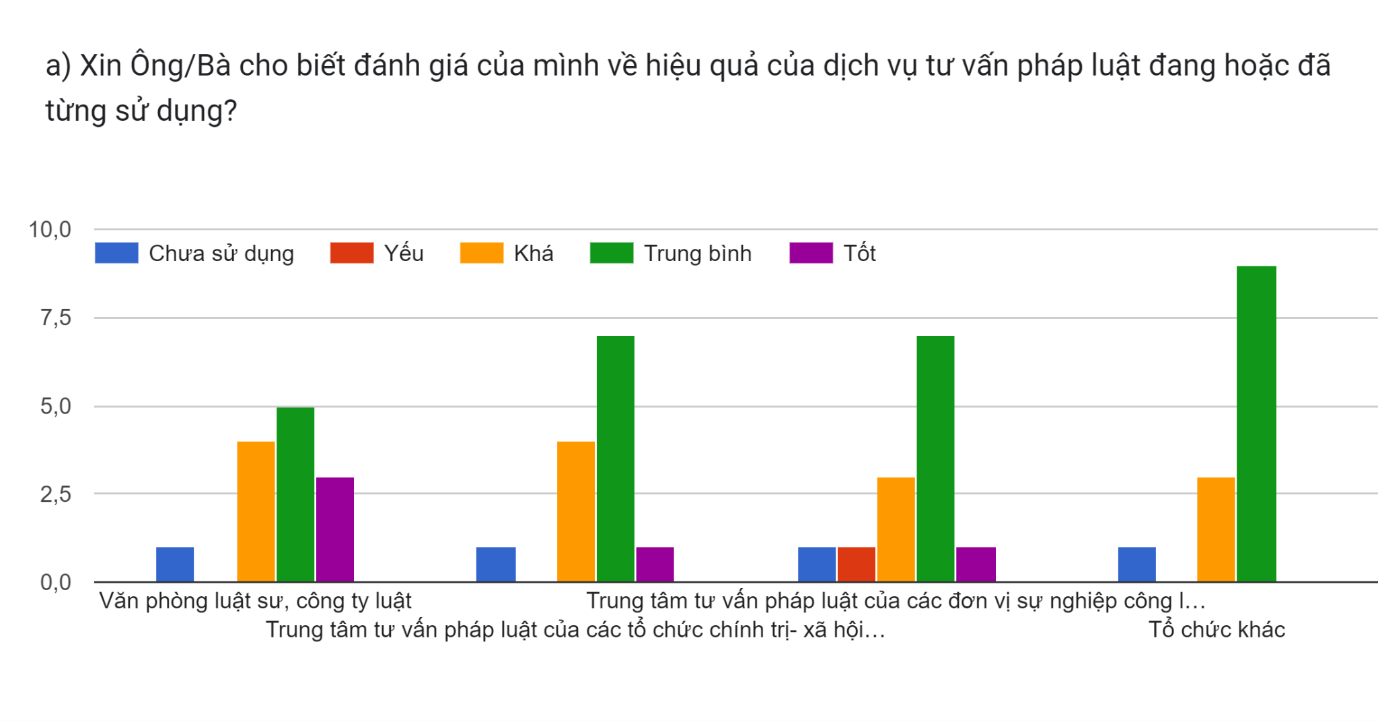 a) Xin Ông/Bà cho biết đánh giá của mình về hiệu quả của dịch vụ tư vấn pháp luật đang hoặc đã
từng sử dụng?
10,0
Chưa sử dụng Yếu Khá Trung bình Tốt
7,5
5,0
2,5
0,0
Văn phòng luật sư, công ty luật Trung tâm tư vấn pháp luật của các đơn vị sự nghiệp công l…
Trung tâm tư vấn pháp luật của các tổ chức chính trị- xã hội… Tổ chức khác